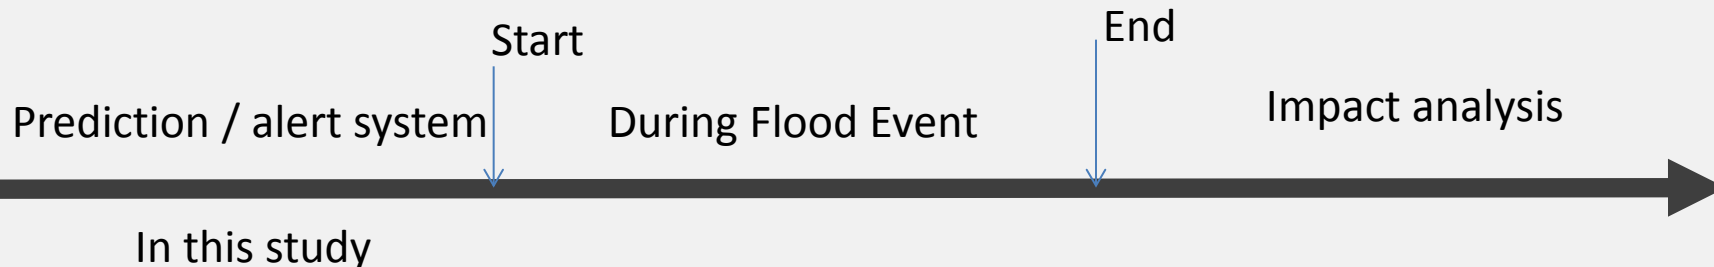 Start
End
Prediction / alert system
During Flood Event
Impact analysis
In this study